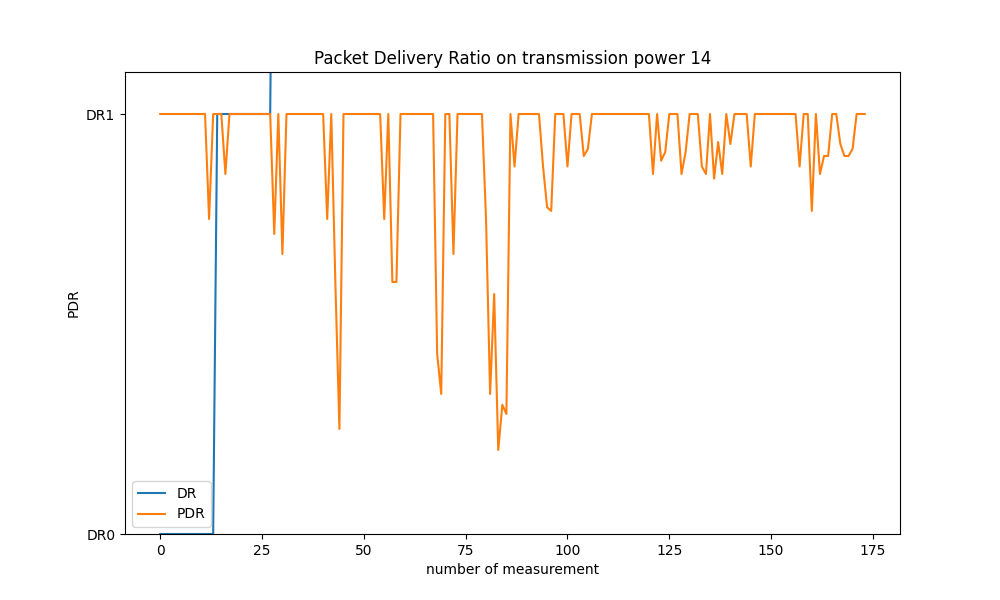 Packet Delivery Ratio on transmission power 14
DR1
PDR
DR0
DR
PDR
0 25 50 75 100 125 150 175
number of measurement